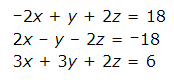 -2x + y + 2z = 18
2x - y - 2z = -18
3x + 3y + 2z = 6